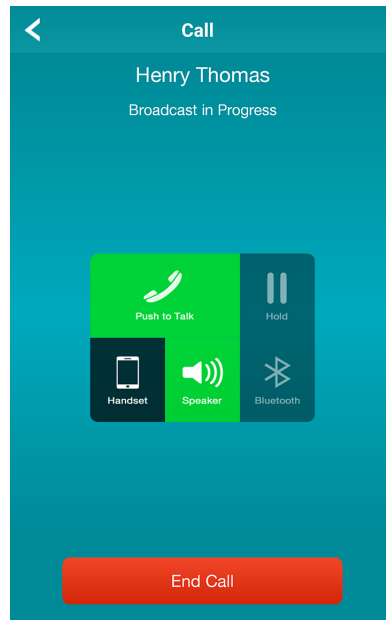 Call
Henry Thomas
Broadcast in Progress
Push to Talk
Hold
Handset
Speaker
Bluetooth
End Call